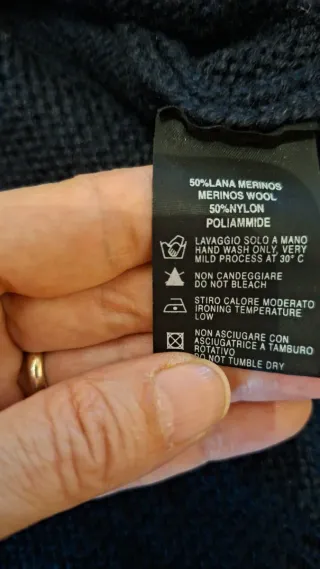 50%LANA MERINOS
MERINOS WOOL
50%NYLON
POLIAMMIDE
LAVAGGIO SOLO A MANO
HAND WASH ONLY, VERY
MILD PROCESS AT 30° C
NON CANDEGGIARE
DO NOT BLEACH
STIRO CALORE MODERATO
IRONING TEMPERATURE
LOW
NON ASCIUGARE CON
ASCIUGATRICE A TAMBURO
ROTATIVO
DO NOT TUMBLE DRY